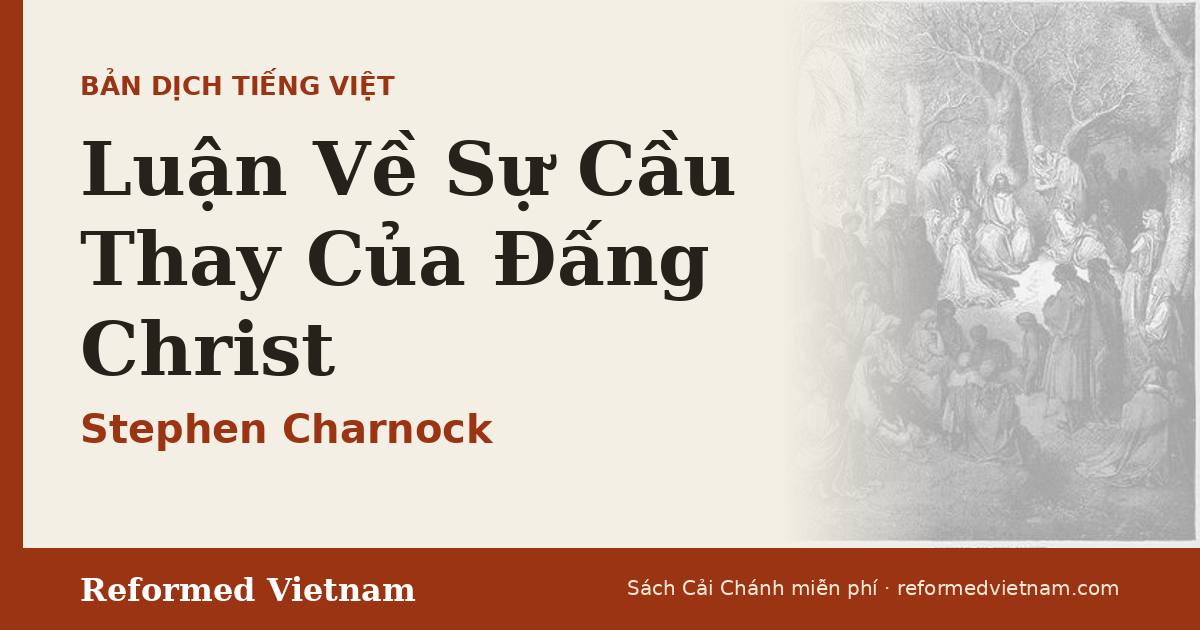 BẢN DỊCH TIẾNG VIỆT
Luận Về Sự Cầu
Thay Của Đấng
Christ
Stephen Charnock
Reformed Vietnam
Sách Cải Chánh miễn phí · reformedvietnam.com